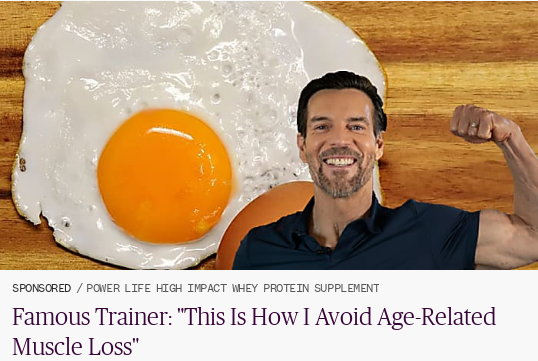 SPONSORED / POWER LIFE HIGH IMPACT WHEY PROTEIN SUPPLEMENT
Famous Trainer: "This Is How I Avoid Age-Related
Muscle Loss"